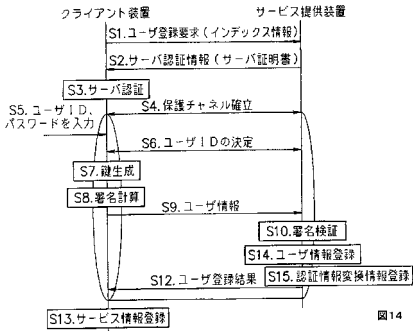 クライアント装置
サービス提供装置
S1.ユーザ登録要求(インデックス情報)
S2.サーバ認証情報(サーバ証明書)
S3.サーバ認証
S4.保護チャネル確立
S5.ユーザID、
パスワードを入力
S6.ユーザIDの決定
S7.鍵生成
S8.署名計算
S9.ユーザ情報
S10.署名検証
S14.ユーザ情報登録
S15.認証情報変換情報登録
S12.ユーザ登録結果
S13.サービス情報登録
図14